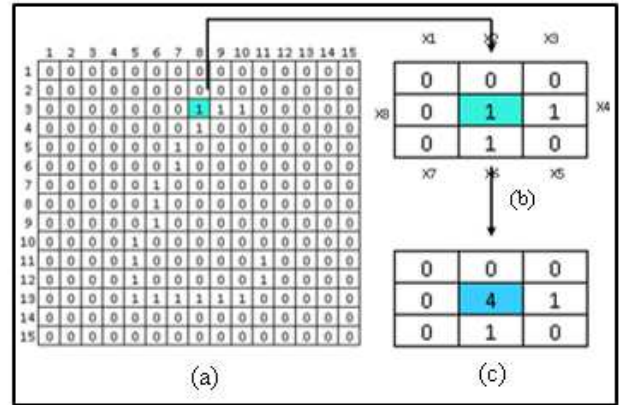 1 2 3 4 5 6 7 8 9 10 11 12 13 14 15
1 0 0 0 0 0 0 0 0 0 0 0 0 0 0 0
2 0 0 0 0 0 0 0 0 0 0 0 0 0 0 0
3 0 0 0 0 0 0 0 1 1 1 0 0 0 0 0
4 0 0 0 0 0 0 0 1 0 0 0 0 0 0 0
5 0 0 0 0 0 0 1 0 0 0 0 0 0 0 0
6 0 0 0 0 0 0 1 0 0 0 0 0 0 0 0
7 0 0 0 0 0 1 0 0 0 0 0 0 0 0 0
8 0 0 0 0 0 1 0 0 0 0 0 0 0 0 0
9 0 0 0 0 0 1 0 0 0 0 0 0 0 0 0
10 0 0 0 0 1 0 0 0 0 0 0 0 0 0 0
11 0 0 0 0 1 0 0 0 0 0 1 0 0 0 0
12 0 0 0 0 1 0 0 0 0 0 1 0 0 0 0
13 0 0 0 0 1 1 1 1 1 1 0 0 0 0 0
14 0 0 0 0 0 0 0 0 0 0 0 0 0 0 0
15 0 0 0 0 0 0 0 0 0 0 0 0 0 0 0
(a)
X1 X2 X3
0 0 0
X8 0 1 1 X4
0 1 0
X7 X6 X5
(b)
0 0 0
0 4 1
0 1 0
(c)